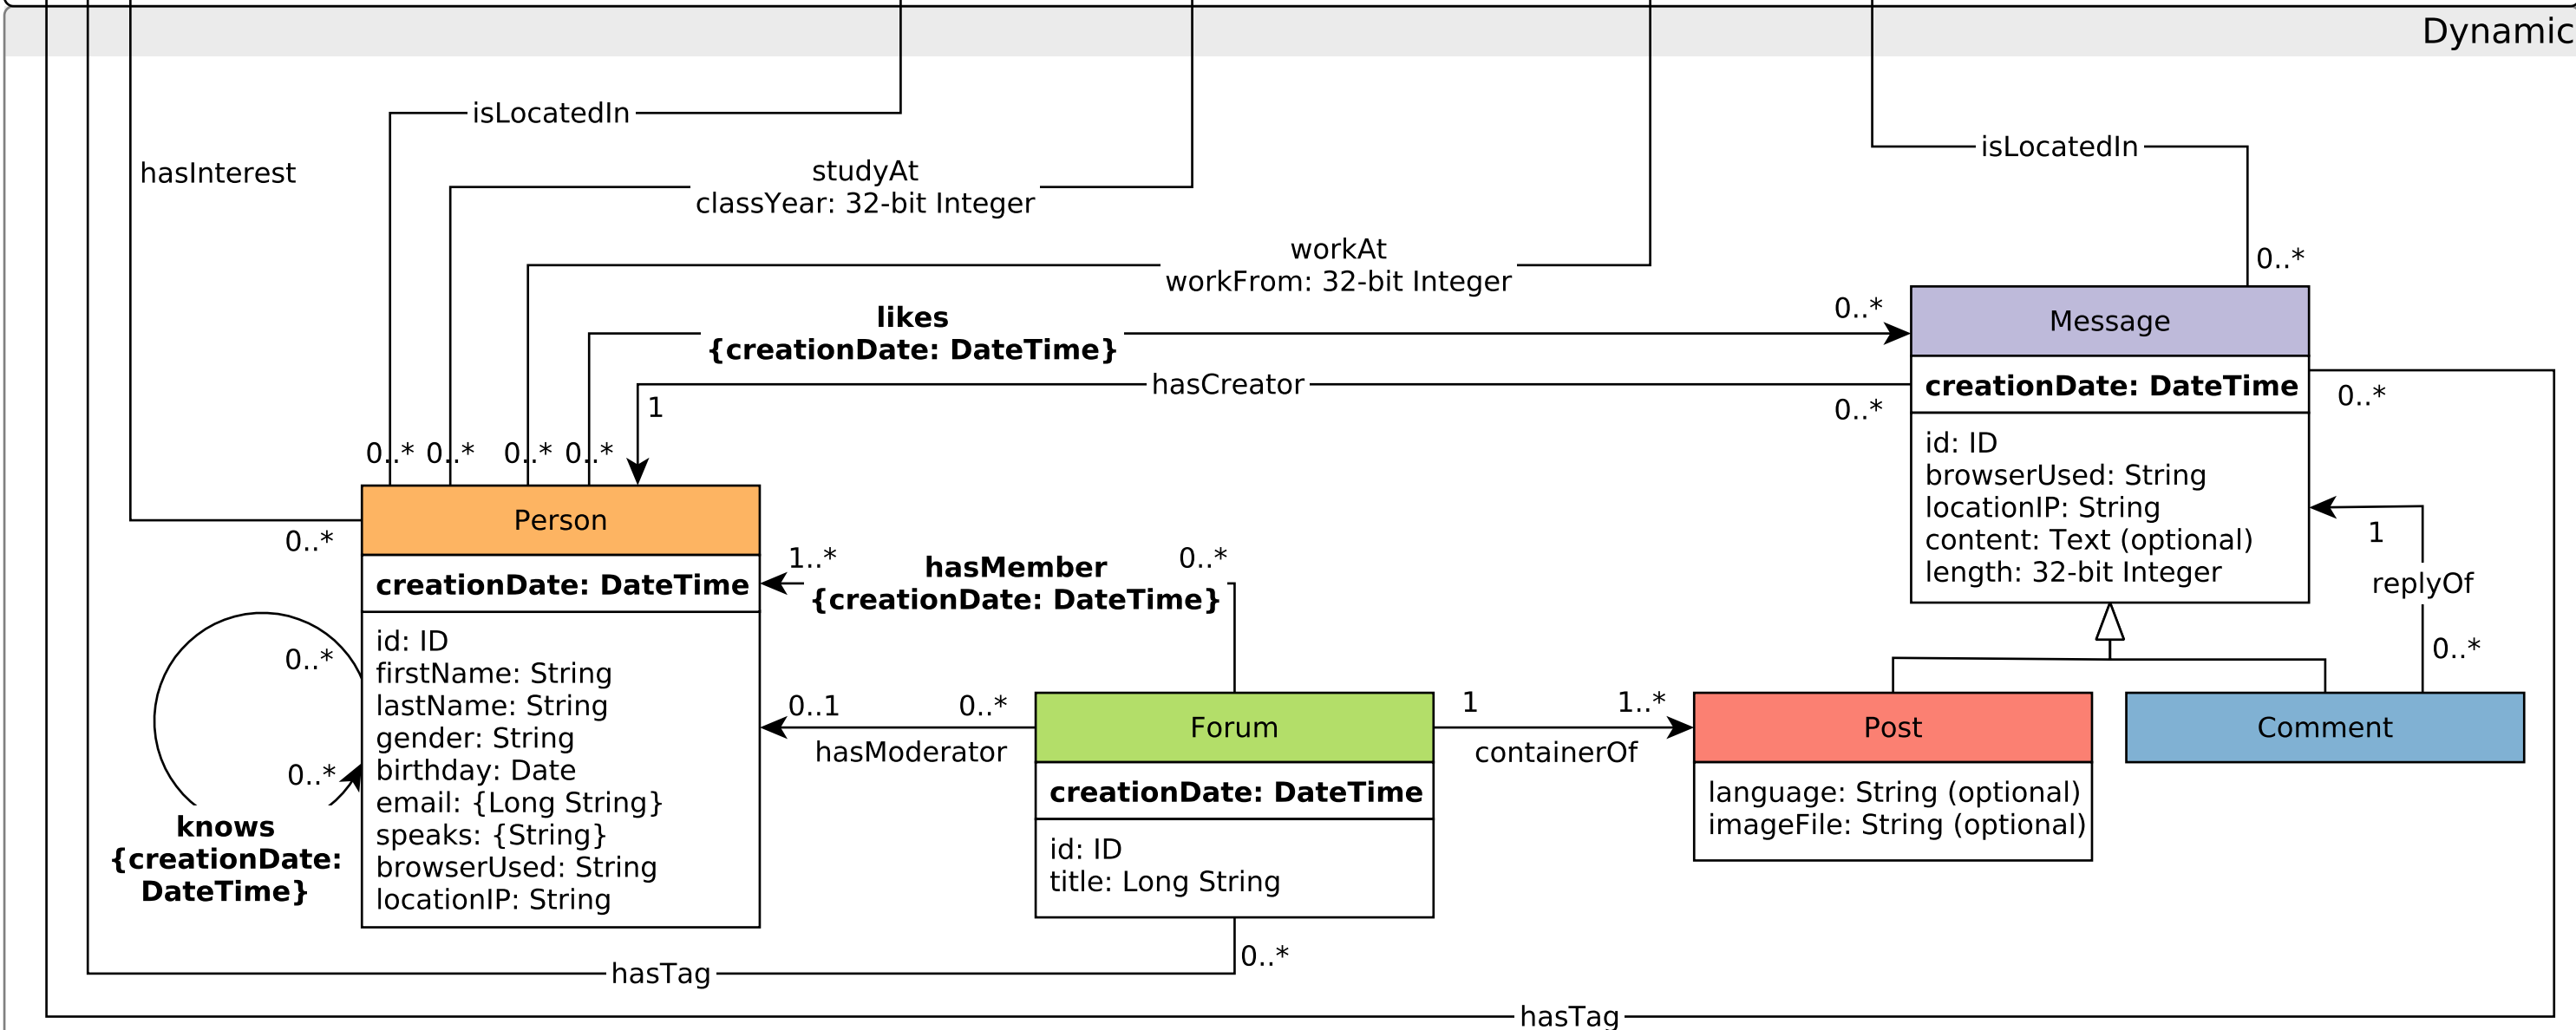 Dynamic
isLocatedIn
isLocatedIn
hasInterest
studyAt
classYear: 32-bit Integer
workAt
workFrom: 32-bit Integer
0..*
likes
{creationDate: DateTime}
0..*
Message
hasCreator
1
0..*
creationDate: DateTime
0..*
id: ID
browserUsed: String
locationIP: String
content: Text (optional)
length: 32-bit Integer
0..* 0..* 0..* 0..*
Person
0..*
creationDate: DateTime
1..*
hasMember
{creationDate: DateTime}
0..*
1
replyOf
0..*
id: ID
firstName: String
lastName: String
gender: String
birthday: Date
email: {Long String}
speaks: {String}
browserUsed: String
locationIP: String
0..*
0..*
knows
{creationDate:
DateTime}
0..1
0..*
hasModerator
Forum
creationDate: DateTime
id: ID
title: Long String
1
1..*
containerOf
Post
language: String (optional)
imageFile: String (optional)
Comment
0..*
hasTag
hasTag